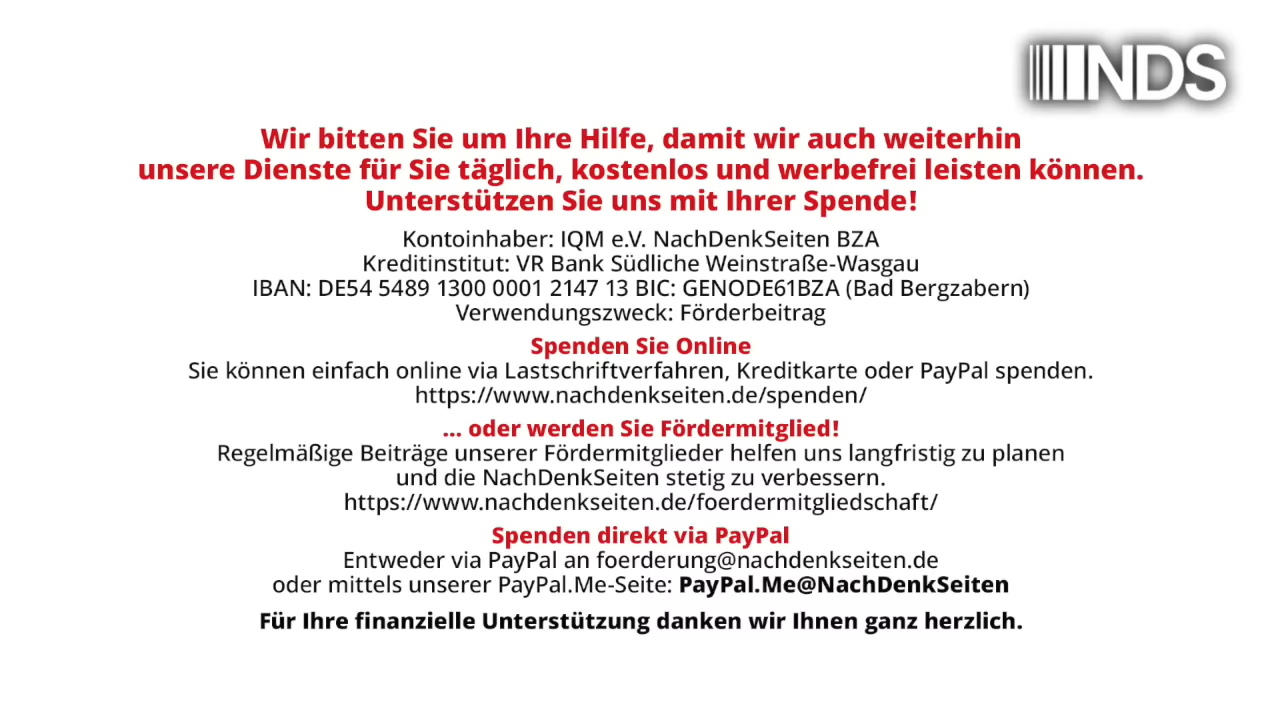 NDS
Wir bitten Sie um Ihre Hilfe, damit wir auch weiterhin
unsere Dienste für Sie täglich, kostenlos und werbefrei leisten können.
Unterstützen Sie uns mit Ihrer Spende!
Kontoinhaber: IQM e.V. NachDenkSeiten BZA
Kreditinstitut: VR Bank Südliche Weinstraße-Wasgau
IBAN: DE54 5489 1300 0001 2147 13 BIC: GENODE61BZA (Bad Bergzabern)
Verwendungszweck: Förderbeitrag
Spenden Sie Online
Sie können einfach online via Lastschriftverfahren, Kreditkarte oder PayPal spenden.
https://www.nachdenkseiten.de/spenden/
... oder werden Sie Fördermitglied!
Regelmäßige Beiträge unserer Fördermitglieder helfen uns langfristig zu planen
und die NachDenkSeiten stetig zu verbessern.
https://www.nachdenkseiten.de/foerdermitgliedschaft/
Spenden direkt via PayPal
Entweder via PayPal an foerderung@nachdenkseiten.de
oder mittels unserer PayPal.Me-Seite: PayPal.Me@NachDenkSeiten
Für Ihre finanzielle Unterstützung danken wir Ihnen ganz herzlich.